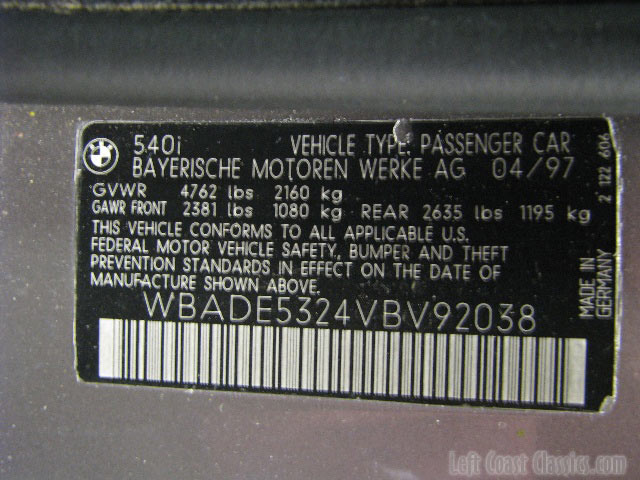 540i VEHICLE TYPE: PASSENGER CAR
BAYERISCHE MOTOREN WERKE AG 04/97
GVWR 4762 lbs 2160 kg
GAWR FRONT 2381 lbs 1080 kg REAR 2635 lbs 1195 kg
THIS VEHICLE CONFORMS TO ALL APPLICABLE U.S.
FEDERAL MOTOR VEHICLE SAFETY, BUMPER AND THEFT
PREVENTION STANDARDS IN EFFECT ON THE DATE OF
MANUFACTURE SHOWN ABOVE.
WBADE5324VBV92038
MADE IN
GERMANY
2 122 606
BMW
Left Coast Classics.com